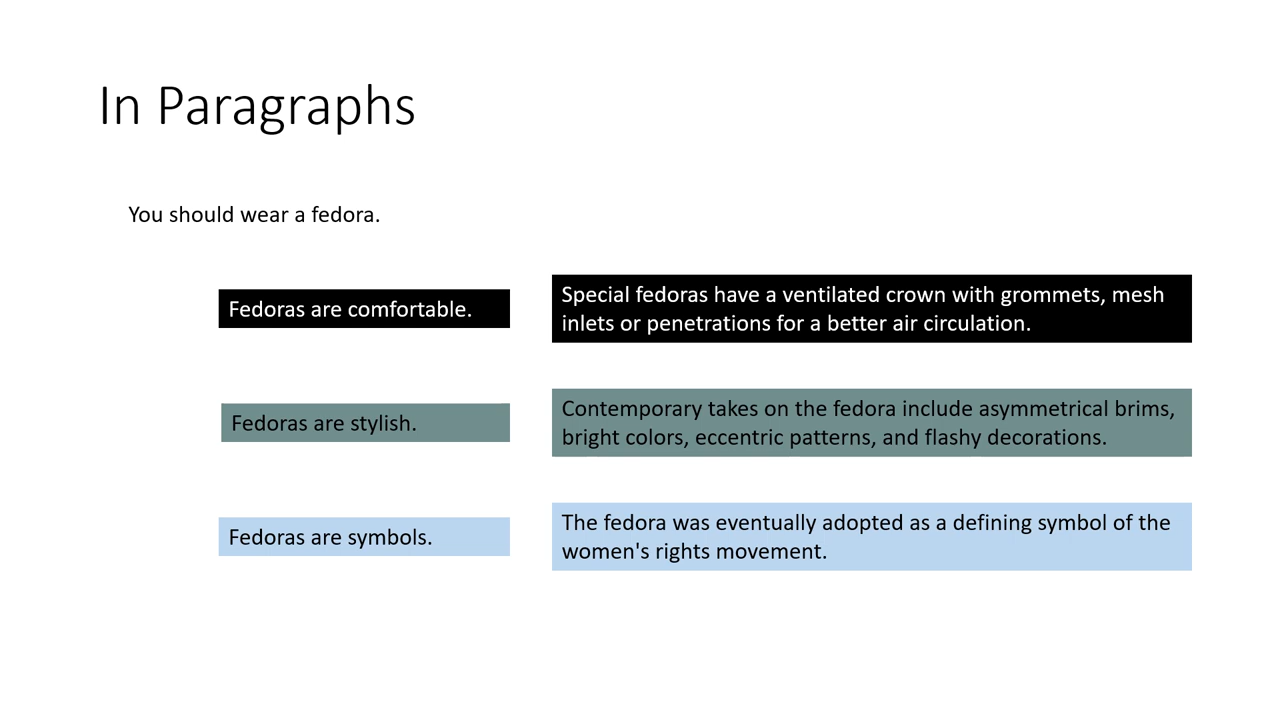 In Paragraphs
You should wear a fedora.
Fedoras are comfortable.
Special fedoras have a ventilated crown with grommets, mesh
inlets or penetrations for a better air circulation.
Fedoras are stylish.
Contemporary takes on the fedora include asymmetrical brims,
bright colors, eccentric patterns, and flashy decorations.
Fedoras are symbols.
The fedora was eventually adopted as a defining symbol of the
women's rights movement.